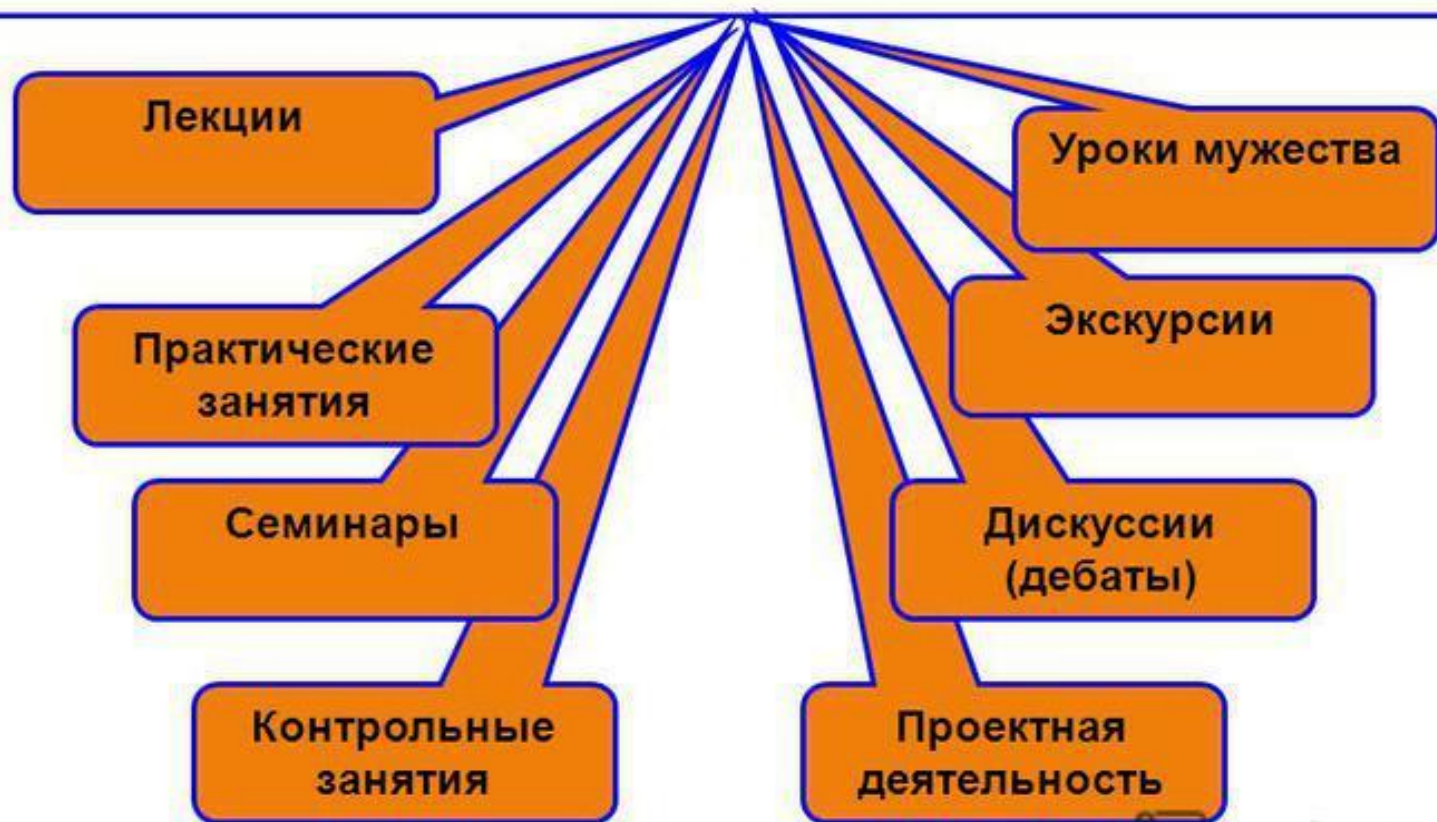 Лекции
Практические
занятия
Семинары
Контрольные
занятия
Уроки мужества
Экскурсии
Дискуссии
(дебаты)
Проектная
деятельность